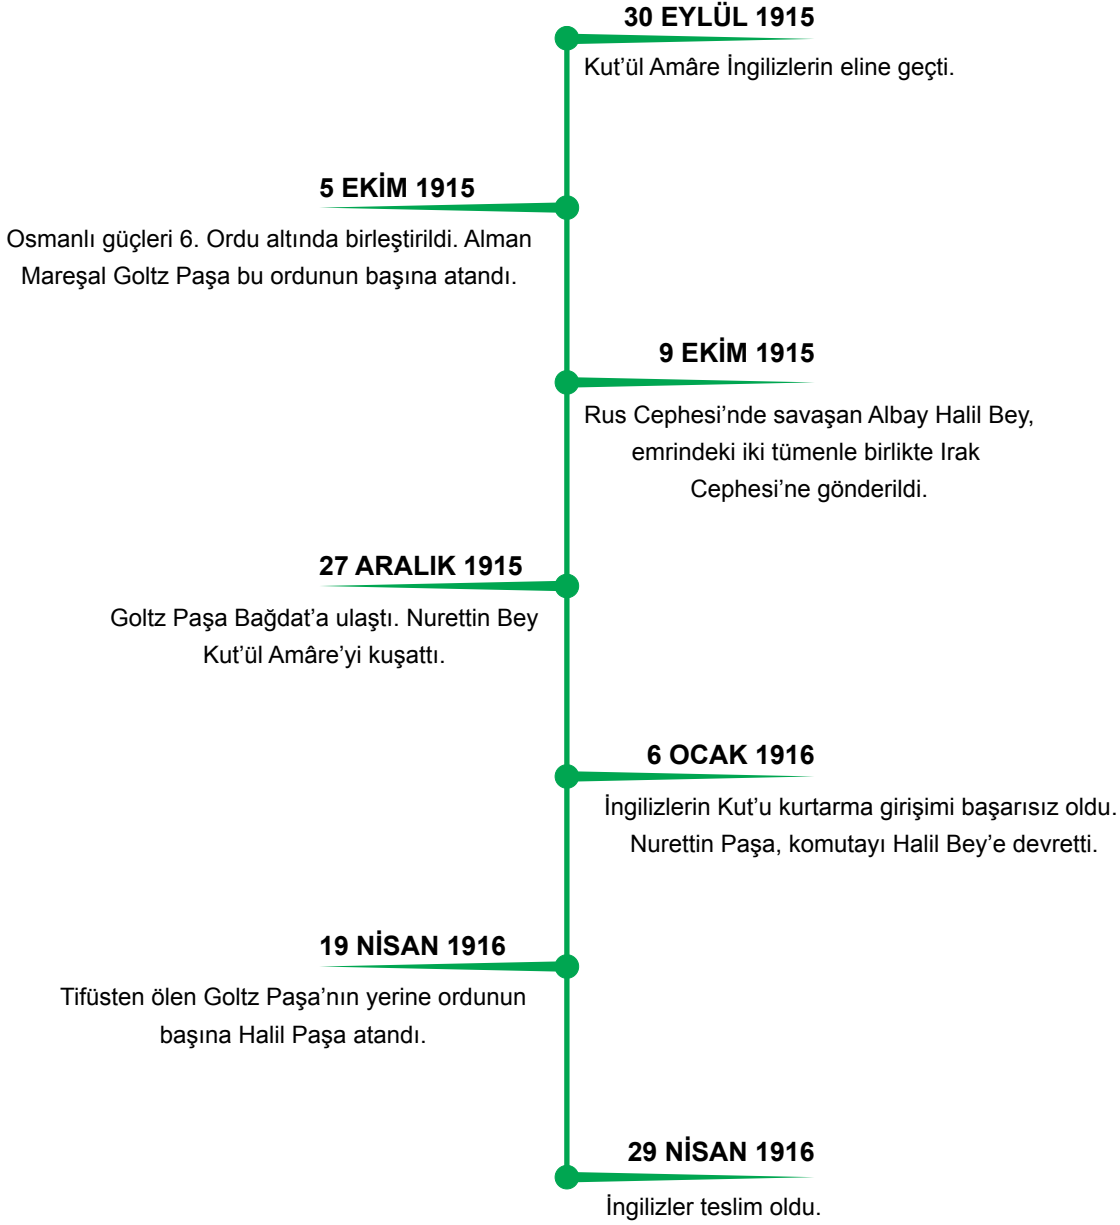 30 EYLÜL 1915
Kut’ül Amâre İngilizlerin eline geçti.
5 EKİM 1915
Osmanlı güçleri 6. Ordu altında birleştirildi. Alman
Mareşal Goltz Paşa bu ordunun başına atandı.
9 EKİM 1915
Rus Cephesi’nde savaşan Albay Halil Bey,
emrindeki iki tümenle birlikte Irak
Cephesi’ne gönderildi.
27 ARALIK 1915
Goltz Paşa Bağdat’a ulaştı. Nurettin Bey
Kut’ül Amâre’yi kuşattı.
6 OCAK 1916
İngilizlerin Kut’u kurtarma girişimi başarısız oldu.
Nurettin Paşa, komutayı Halil Bey’e devretti.
19 NİSAN 1916
Tifüsten ölen Goltz Paşa’nın yerine ordunun
başına Halil Paşa atandı.
29 NİSAN 1916
İngilizler teslim oldu.